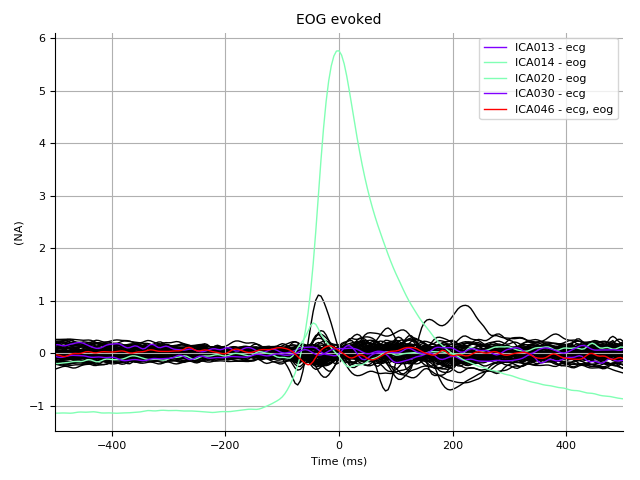 EOG evoked
ICA013 - ecg
ICA014 - eog
ICA020 - eog
ICA030 - ecg
ICA046 - ecg, eog
6
5
4
3
2
1
0
−1
(NA)
−400 −200 0 200 400
Time (ms)